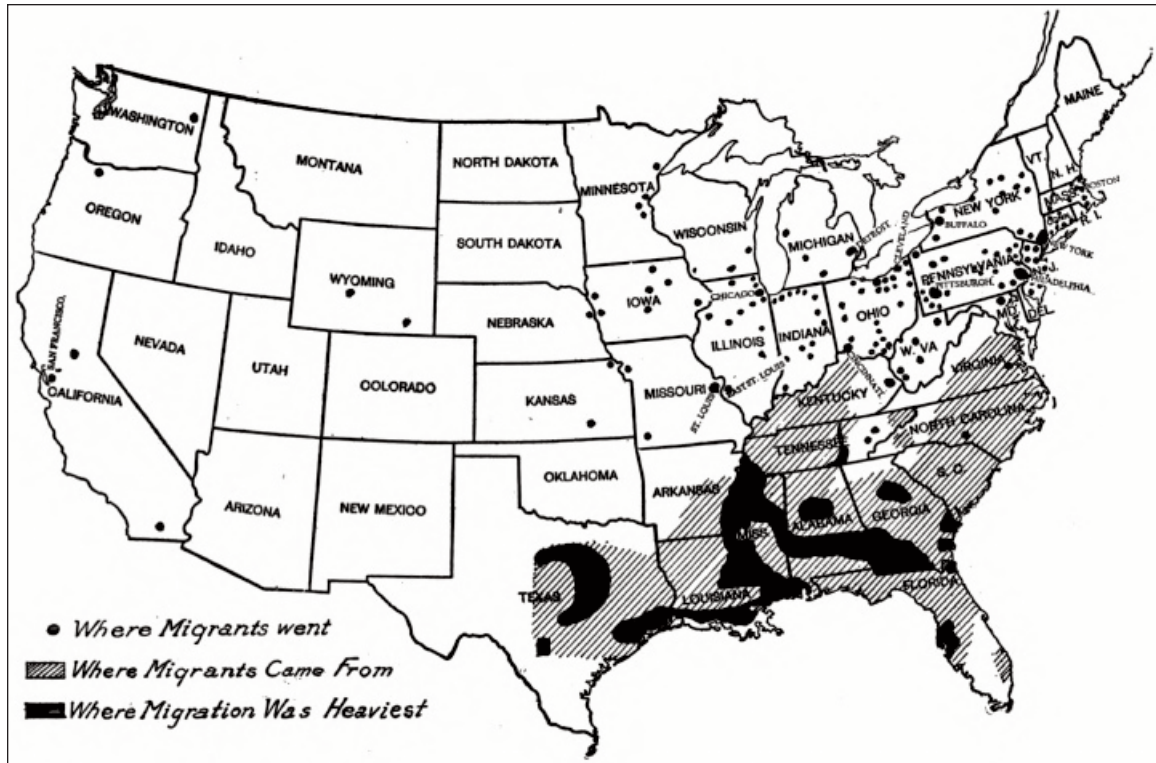 WASHINGTON
MONTANA
NORTH DAKOTA
MINNESOTA
MAINE
VT.
N. H.
MASS.
BOSTON
R. I.
OREGON
IDAHO
SOUTH DAKOTA
WISCONSIN
MICHIGAN
DETROIT
NEW YORK
BUFFALO
CLEVELAND
NEW YORK
WYOMING
IOWA
CHICAGO
PENNSYLVANIA
PITTSBURGH
N. J.
PHILADELPHIA
MD.
DEL.
SAN FRANCISCO,
CALIFORNIA
NEVADA
UTAH
COLORADO
NEBRASKA
KANSAS
MISSOURI
ST. LOUIS
EAST ST. LOUIS
ILLINOIS
INDIANA
OHIO
CINCINNATI
W. VA
VIRGINIA
KENTUCKY
NORTH CAROLINA
TENNESSEE
ARIZONA
NEW MEXICO
OKLAHOMA
ARKANSAS
S. C.
MISS
ALABAMA
GEORGIA
TEXAS
LOUISIANA
FLORIDA
Where Migrants went
Where Migrants Came From
Where Migration Was Heaviest